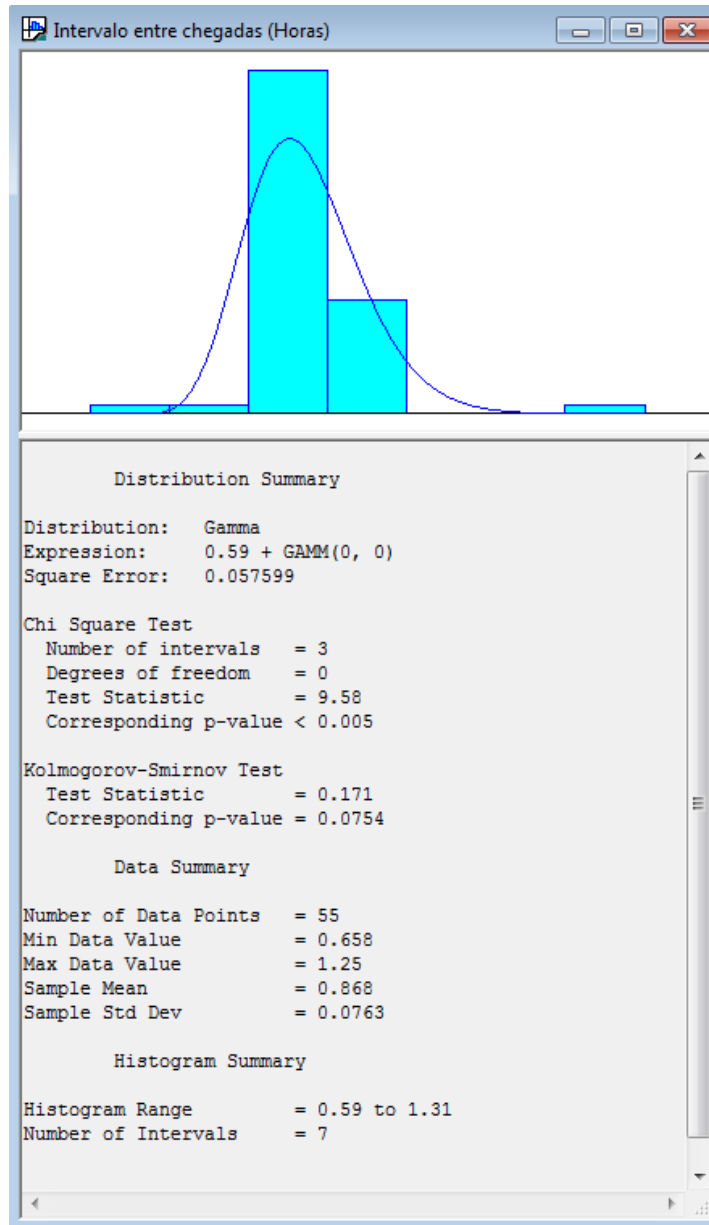 Intervalo entre chegadas (Horas)
Distribution Summary
Distribution: Gamma
Expression: 0.59 + GAMM(0, 0)
Square Error: 0.057599
Chi Square Test
Number of intervals = 3
Degrees of freedom = 0
Test Statistic = 9.58
Corresponding p-value < 0.005
Kolmogorov-Smirnov Test
Test Statistic = 0.171
Corresponding p-value = 0.0754
Data Summary
Number of Data Points = 55
Min Data Value = 0.658
Max Data Value = 1.25
Sample Mean = 0.868
Sample Std Dev = 0.0763
Histogram Summary
Histogram Range = 0.59 to 1.31
Number of Intervals = 7